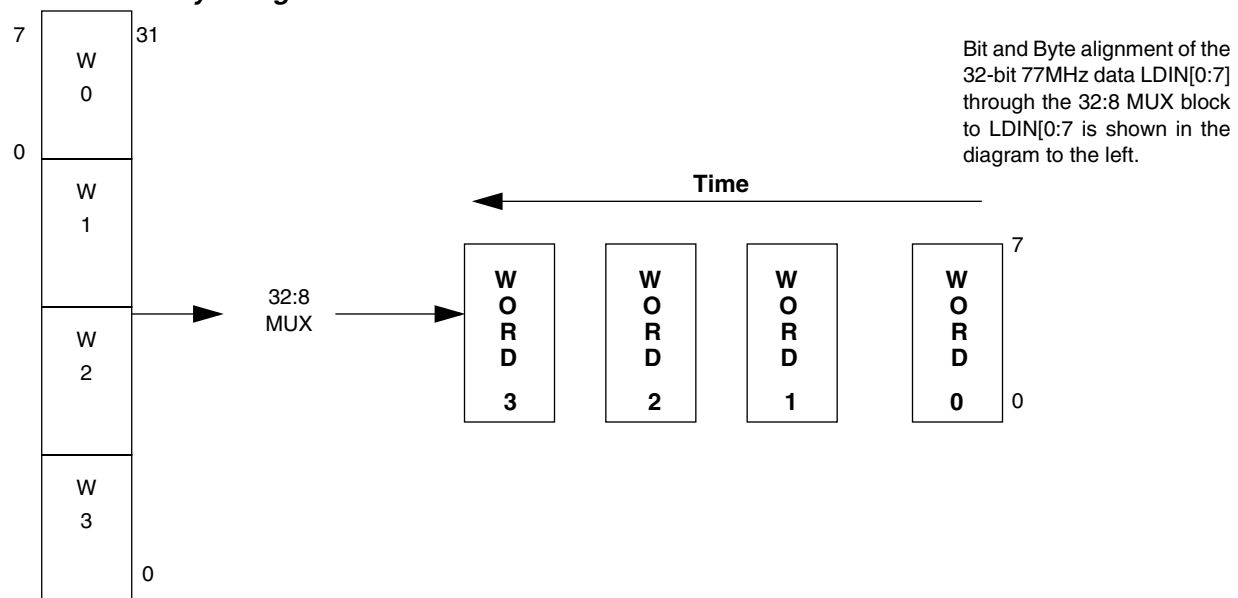 7
31
W
0
0
W
1
W
2
W
3
0
32:8
MUX
Time
W
O
R
D
3
W
O
R
D
2
W
O
R
D
1
W
O
R
D
0
7
0
Bit and Byte alignment of the
32-bit 77MHz data LDIN[0:7]
through the 32:8 MUX block
to LDIN[0:7 is shown in the
diagram to the left.